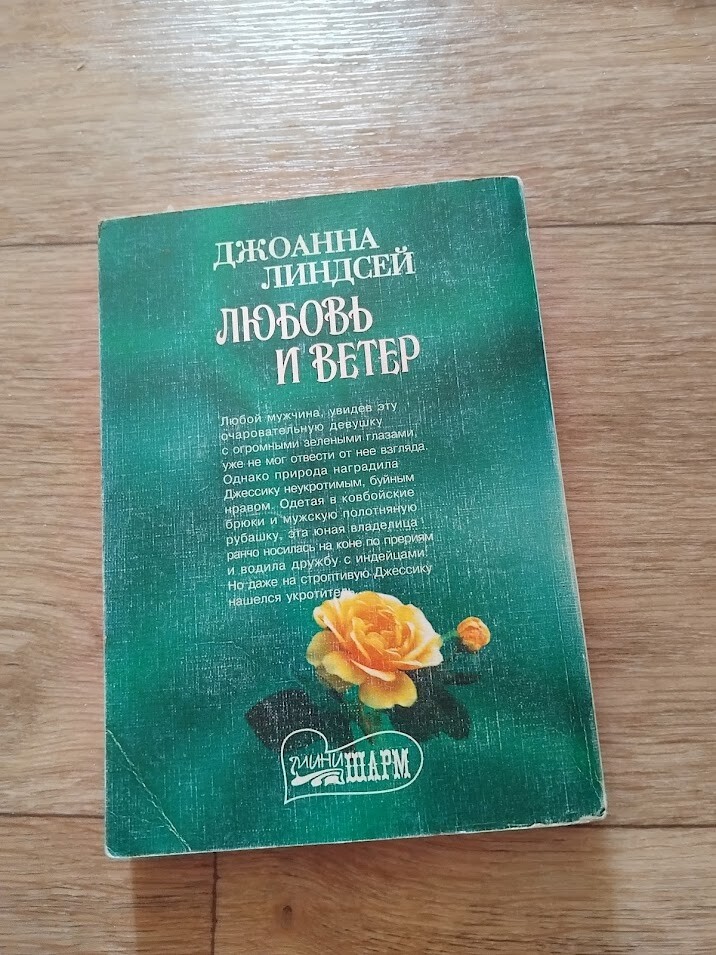 ДЖОАННА
ЛИНДСЕЙ
ЛЮБОВЬ
И ВЕТЕР
Любой мужчина, увидев эту
очаровательную девушку
с огромными зелеными глазами,
уже не мог отвести от нее взгляда.
Однако природа наградила
Джессику неукротимым, буйным
нравом. Одетая в ковбойские
брюки и мужскую полотняную
рубашку, эта юная владелица
ранчо носилась на коне по прериям
и водила дружбу с индейцами!
Но даже на строптивую Джессику
нашелся укротитель
мини
ШАРМ